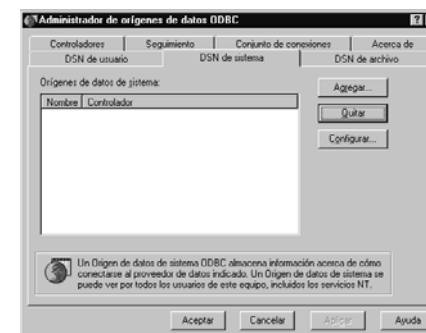 Administrador de orígenes de datos ODBC
Controladores Seguimiento Conjunto de conexiones Acerca de
DSN de usuario DSN de sistema DSN de archivo
Orígenes de datos de sistema:
Nombre Controlador
Agregar...
Quitar
Configurar...
Un Origen de datos de sistema ODBC almacena información acerca de cómo
conectarse al proveedor de datos indicado. Un Origen de datos de sistema se
puede ver por todos los usuarios de este equipo, incluidos los servicios NT.
Aceptar Cancelar Aplicar Ayuda